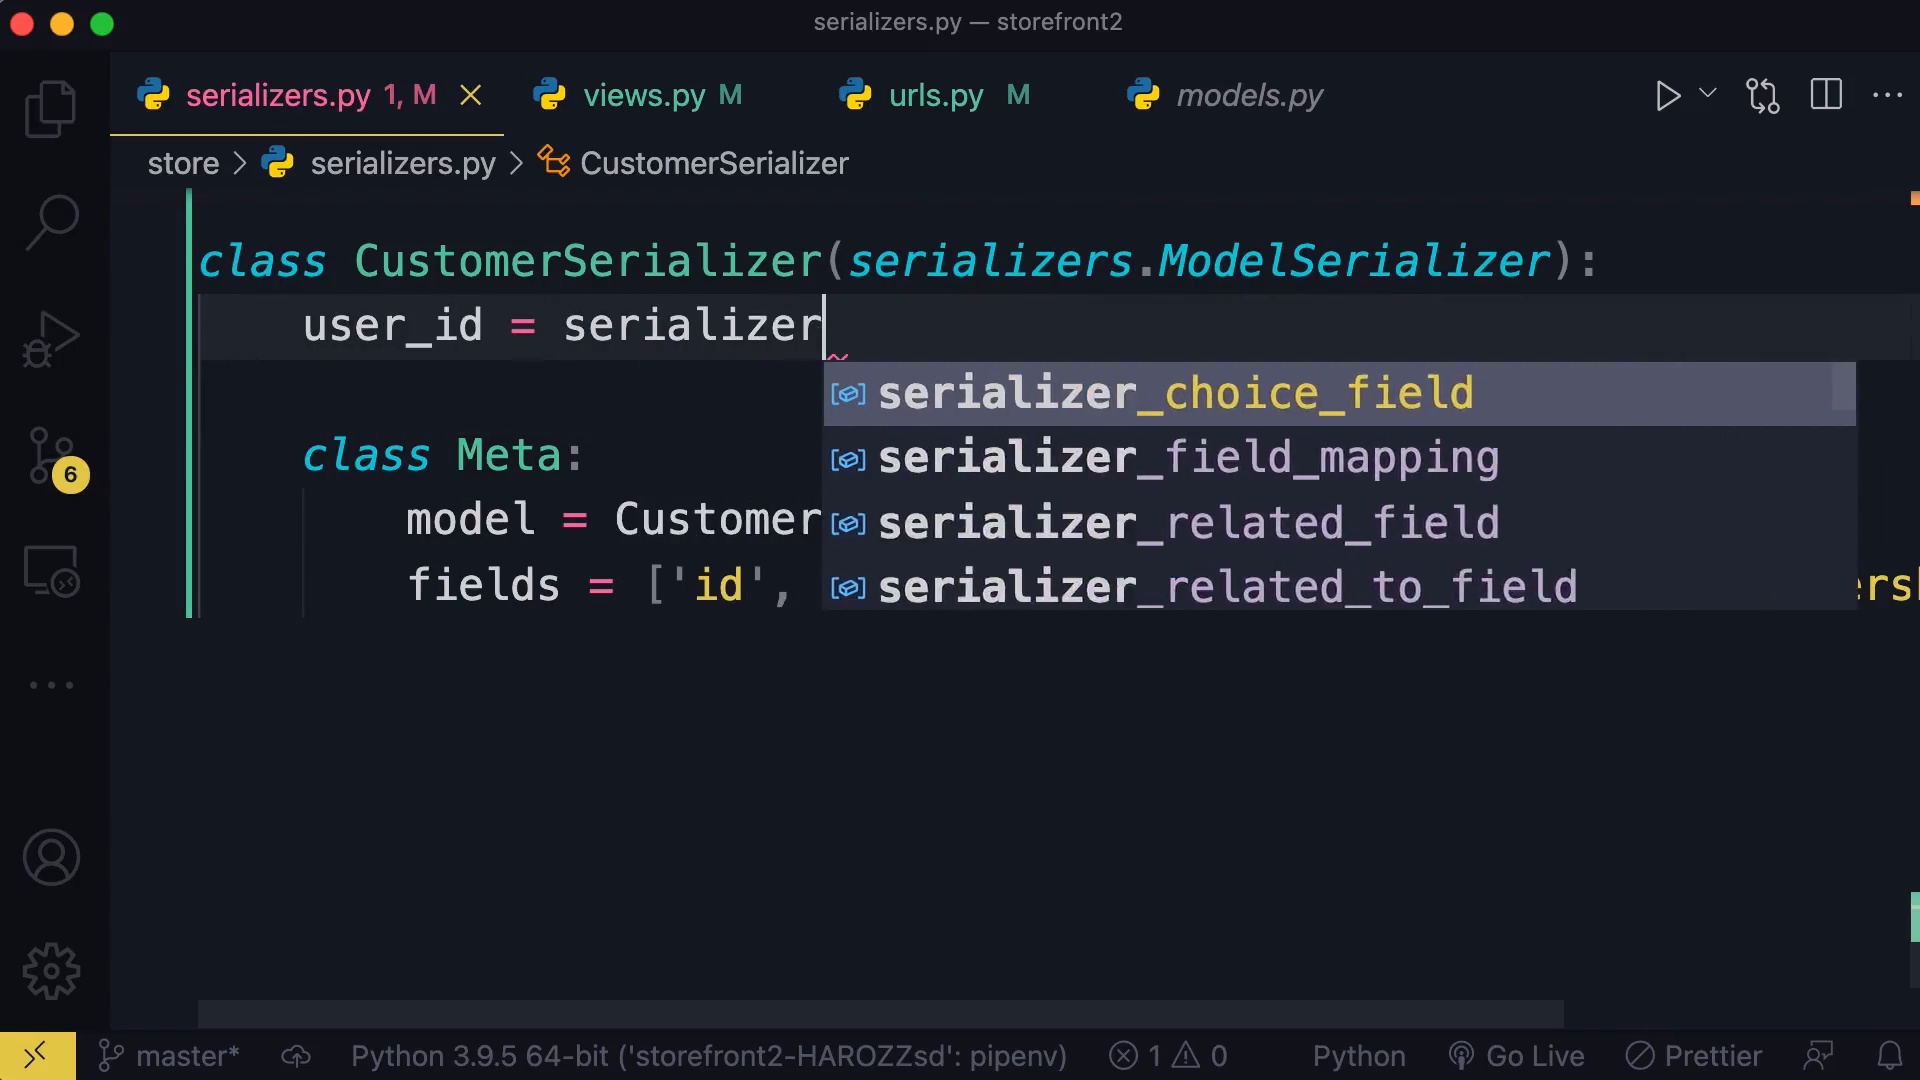 serializers.py — storefront2
serializers.py 1, M views.py M urls.py M models.py
store > serializers.py > CustomerSerializer
class CustomerSerializer(serializers.ModelSerializer):
user_id = serializer
serializer_choice_field
class Meta:
serializer_field_mapping
model = Customer
serializer_related_field
fields = ['id',
serializer_related_to_field
6
master* Python 3.9.5 64-bit ('storefront2-HAROZZsd': pipenv) 1 0 Python Go Live Prettier